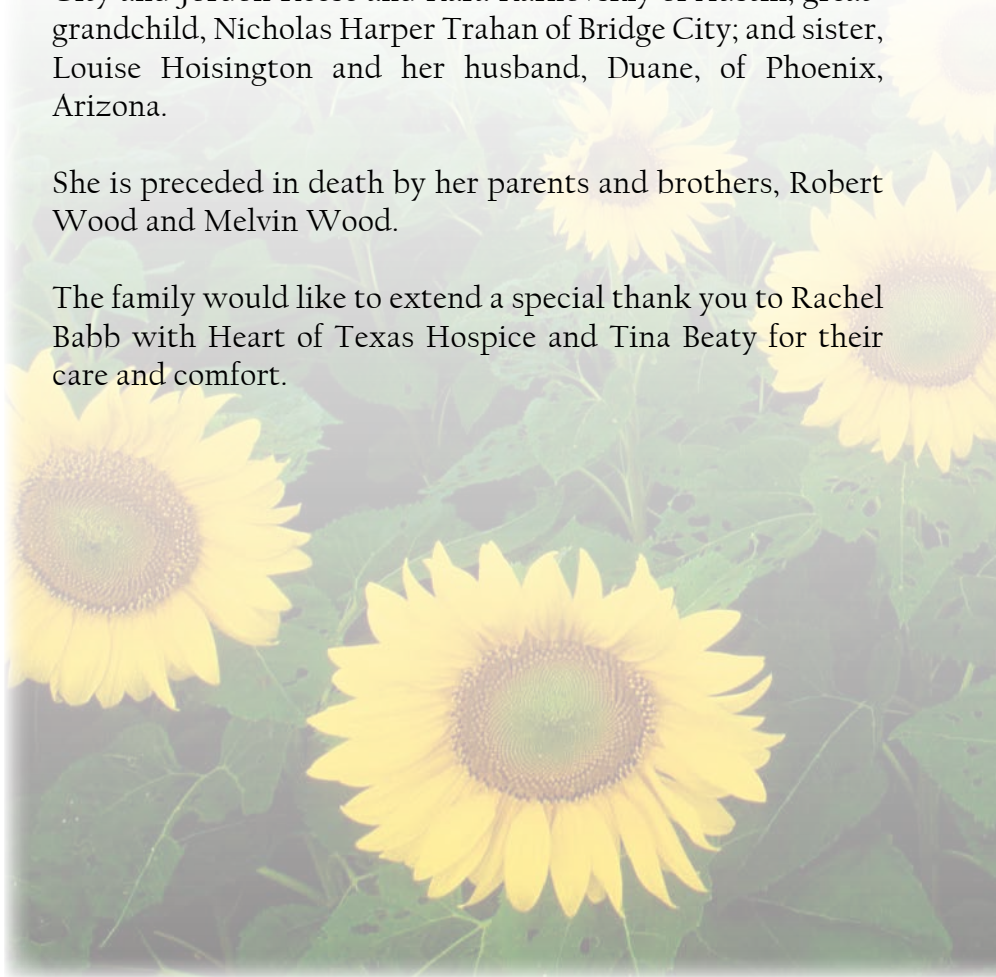 grandchild, Nicholas Harper Trahan of Bridge City; and sister,
Louise Hoisington and her husband, Duane, of Phoenix,
Arizona.
She is preceded in death by her parents and brothers, Robert
Wood and Melvin Wood.
The family would like to extend a special thank you to Rachel
Babb with Heart of Texas Hospice and Tina Beaty for their
care and comfort.